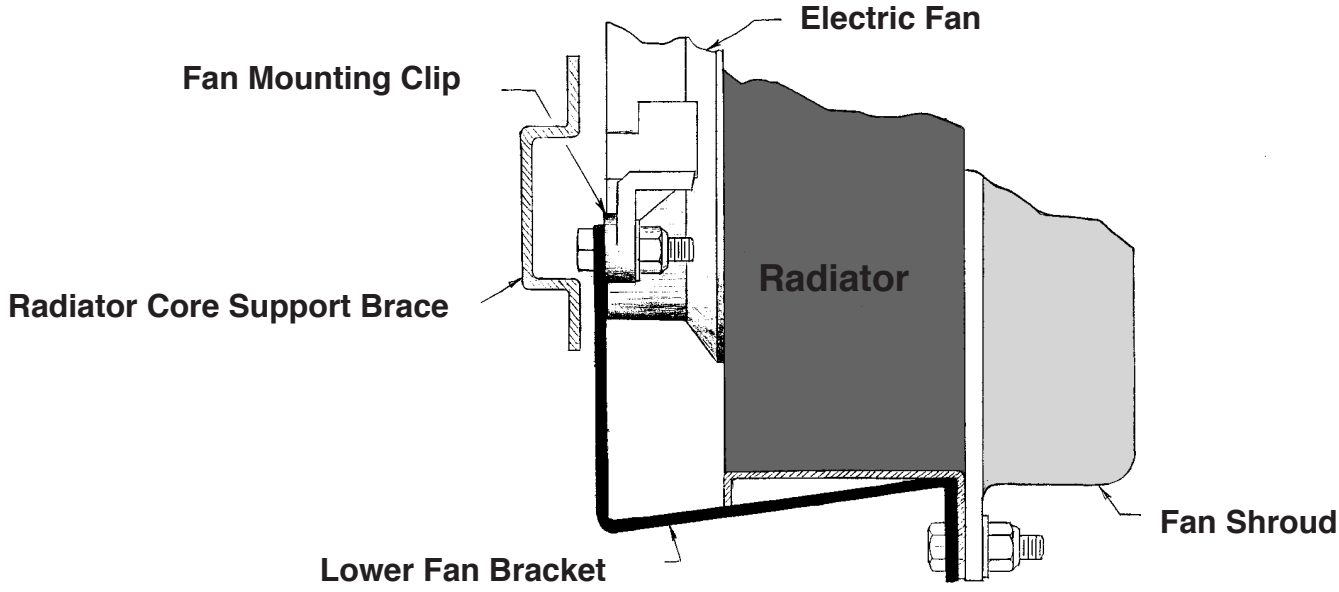 Electric Fan
Fan Mounting Clip
Radiator
Radiator Core Support Brace
Fan Shroud
Lower Fan Bracket